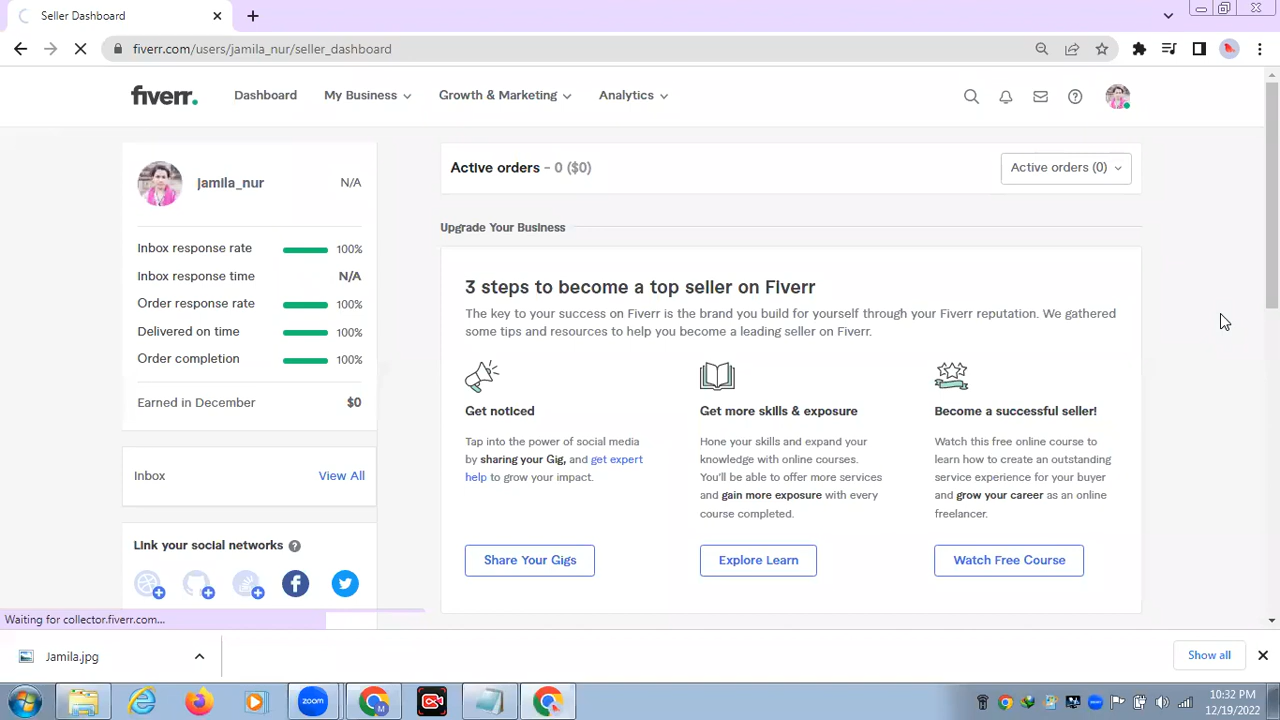 Seller Dashboard
fiverr.com/users/jamila_nur/seller_dashboard
fiverr.
Dashboard
My Business
Growth & Marketing
Analytics
jamila_nur
N/A
Inbox response rate
100%
Inbox response time
N/A
Order response rate
100%
Delivered on time
100%
Order completion
100%
Earned in December
$0
Inbox
View All
Link your social networks
Active orders - 0 ($0)
Active orders (0)
Upgrade Your Business
3 steps to become a top seller on Fiverr
The key to your success on Fiverr is the brand you build for yourself through your Fiverr reputation. We gathered
some tips and resources to help you become a leading seller on Fiverr.
Get noticed
Tap into the power of social media
by sharing your Gig, and get expert
help to grow your impact.
Share Your Gigs
Get more skills & exposure
Hone your skills and expand your
knowledge with online courses.
You'll be able to offer more services
and gain more exposure with every
course completed.
Explore Learn
Become a successful seller!
Watch this free online course to
learn how to create an outstanding
service experience for your buyer
and grow your career as an online
freelancer.
Watch Free Course
Waiting for collector.fiverr.com...
Jamila.jpg
Show all
zoom
M
10:32 PM
12/19/2022